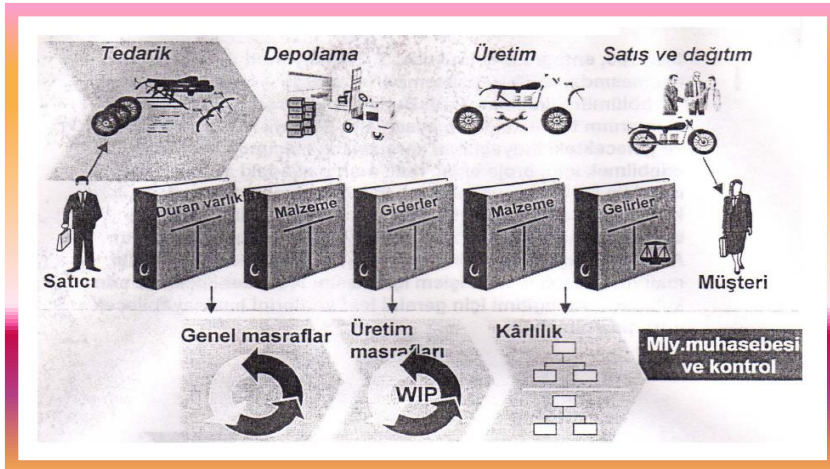 Tedarik
Depolama
Üretim
Satış ve dağıtım
Duran varlık
Malzeme
Giderler
Malzeme
Gelirler
Satıcı
Müşteri
Genel masraflar
Üretim
masrafları
Kârlılık
Mly.muhasebesi
ve kontrol
WIP